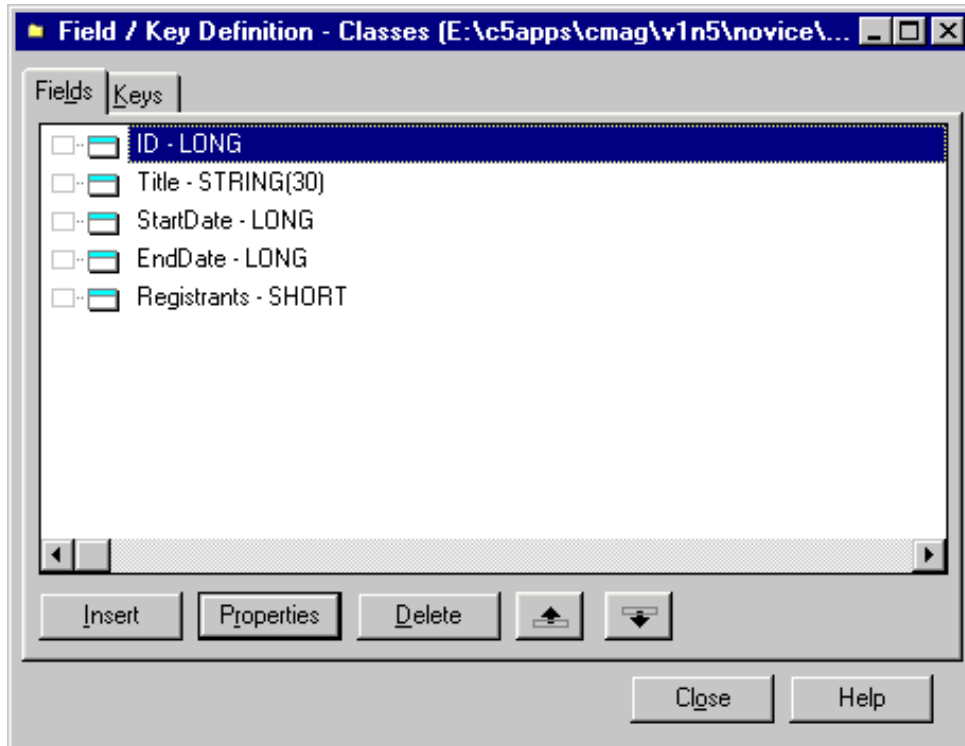 Field / Key Definition - Classes (E:\c5apps\cmag\v1n5\novice\...
Fields Keys
ID - LONG
Title - STRING(30)
StartDate - LONG
EndDate - LONG
Registrants - SHORT
Insert Properties Delete
Close Help